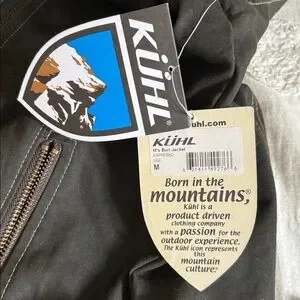 KÜHL
uhl.com
KÜHL
M's Burr Jacket
ESPRESSO
M
Born in the
mountains,
Kühl is a
product driven
clothing company
with a passion for the
outdoor experience.
The Kühl icon represents
this
mountain
culture.